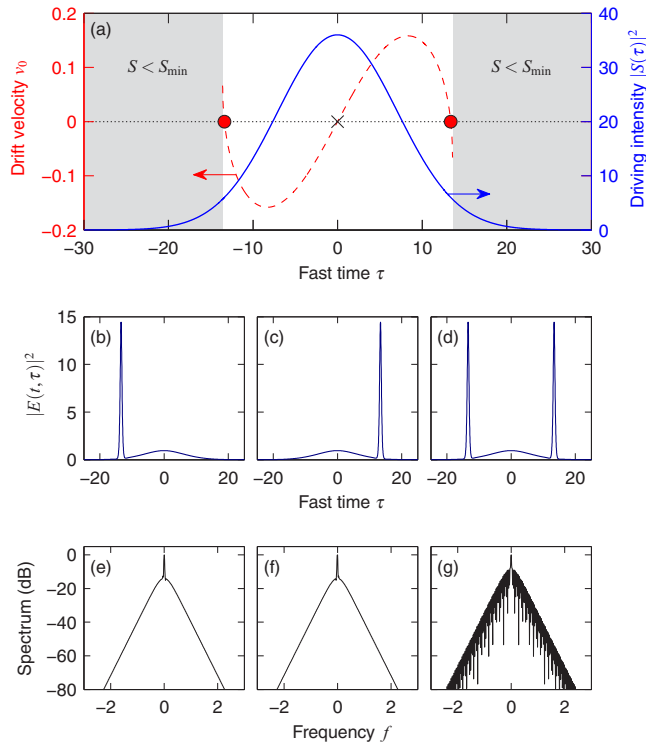 (a)
S < Smin
S < Smin
Drift velocity v0
Driving intensity |S(τ)|²
0.2
0.1
0
−0.1
−0.2
40
30
20
10
0
−30 −20 −10 0 10 20 30
Fast time τ
(b) (c) (d)
|E(t, τ)|²
15
10
5
0
−20 0 20
−20 0 20
−20 0 20
Fast time τ
(e) (f) (g)
Spectrum (dB)
0
−20
−40
−60
−80
−2 0 2
−2 0 2
−2 0 2
Frequency f